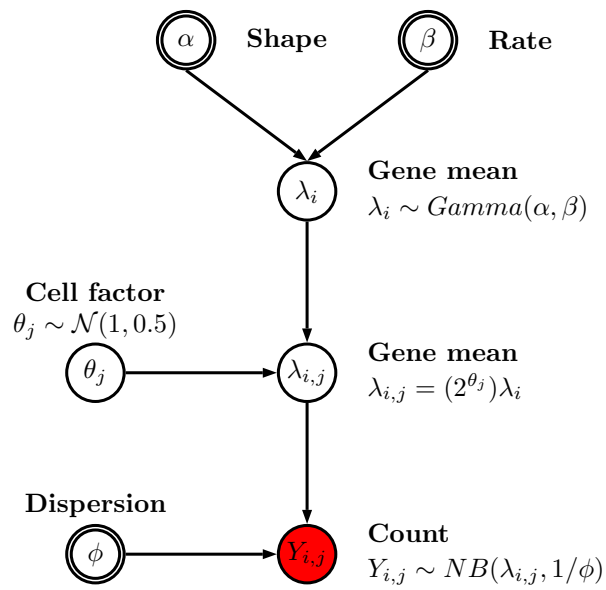 α Shape β Rate
λ_i Gene mean
λ_i ∼ Gamma(α, β)
Cell factor
θ_j ∼ 𝒩(1, 0.5)
θ_j λ_{i,j} Gene mean
λ_{i,j} = (2^{θ_j})λ_i
Dispersion
ϕ Y_{i,j} Count
Y_{i,j} ∼ NB(λ_{i,j}, 1/ϕ)